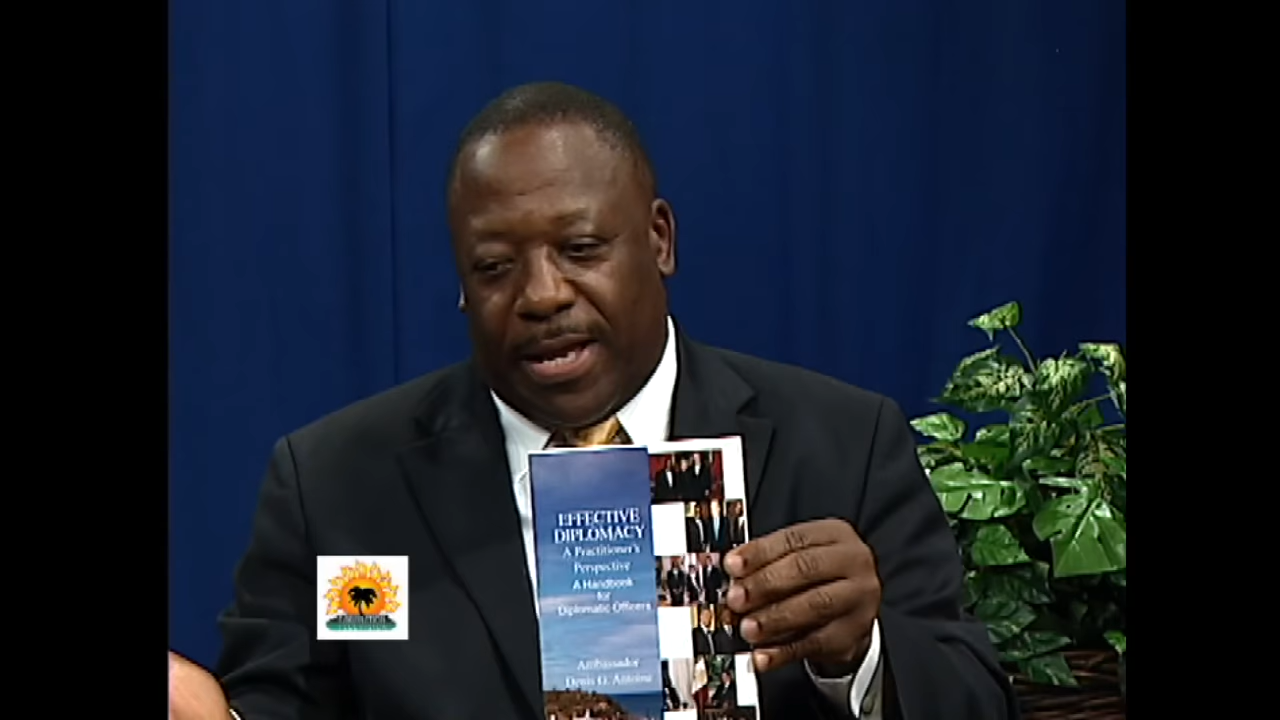 EFFECTIVE
DIPLOMACY
A Practitioner's
Perspective
A Handbook
for
Diplomatic Officers
Ambassador
Denis G. Antoine